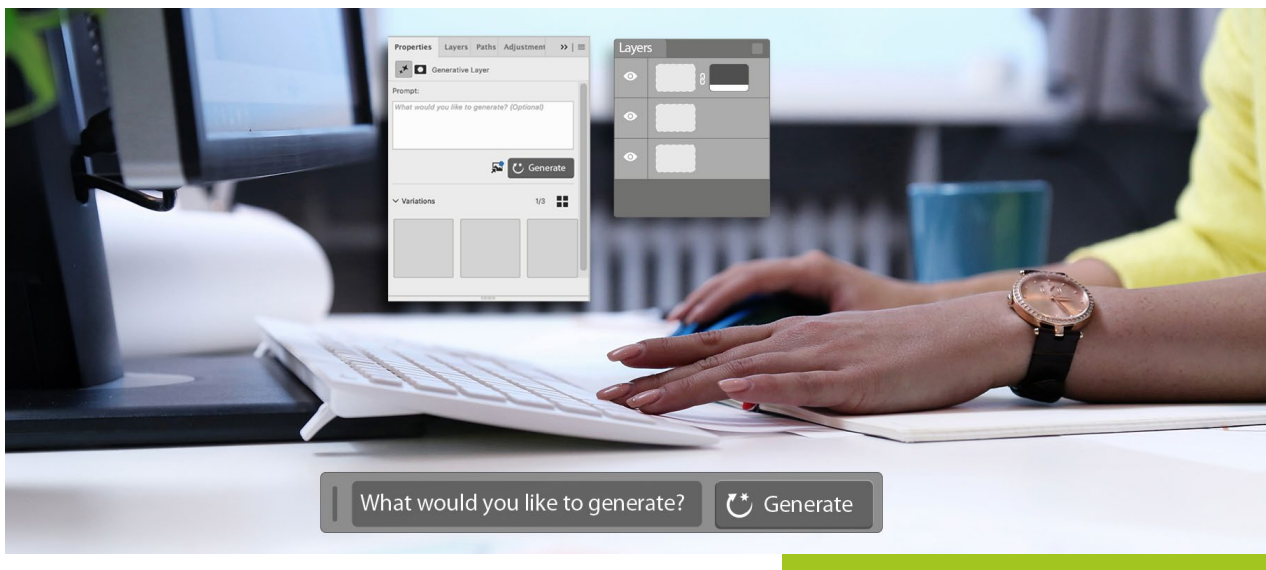 Properties Layers Paths Adjustment
Generative Layer
Prompt:
What would you like to generate? (Optional)
Generate
Variations 1/3
Layers
What would you like to generate? Generate